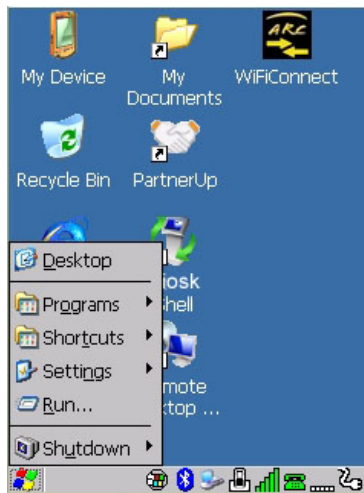 ARC
My Device
My
Documents
WiFiConnect
Recycle Bin
PartnerUp
Desktop
iosk
Programs
hell
Shortcuts
Settings
mote
Run...
ktop ...
Shutdown